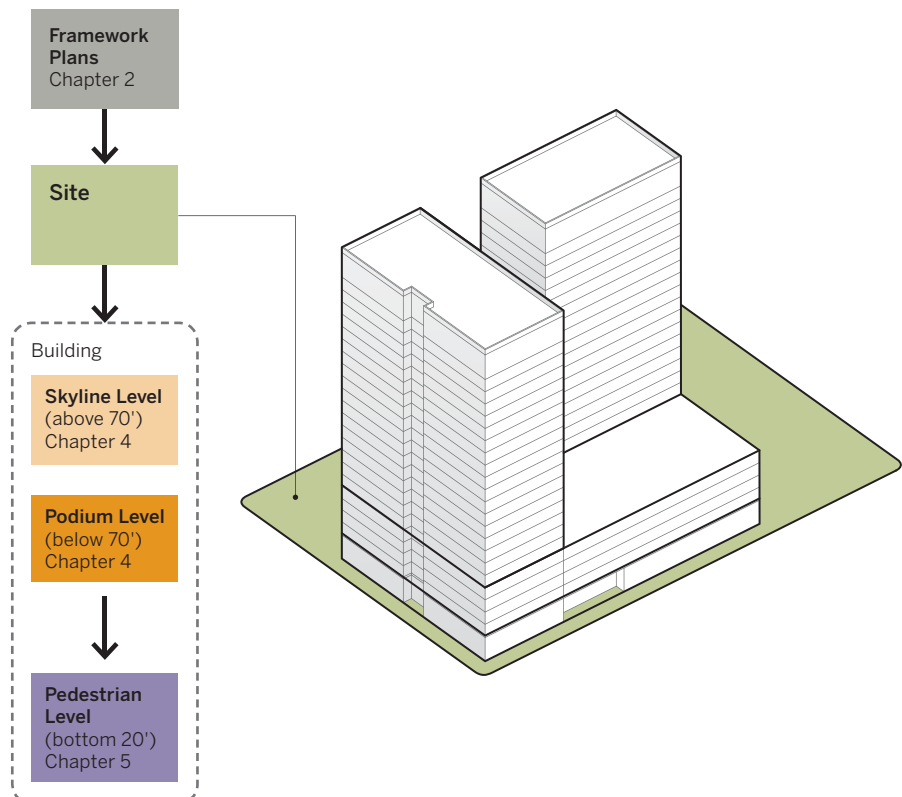 Framework
Plans
Chapter 2
Site
Building
Skyline Level
(above 70')
Chapter 4
Podium Level
(below 70')
Chapter 4
Pedestrian
Level
(bottom 20')
Chapter 5